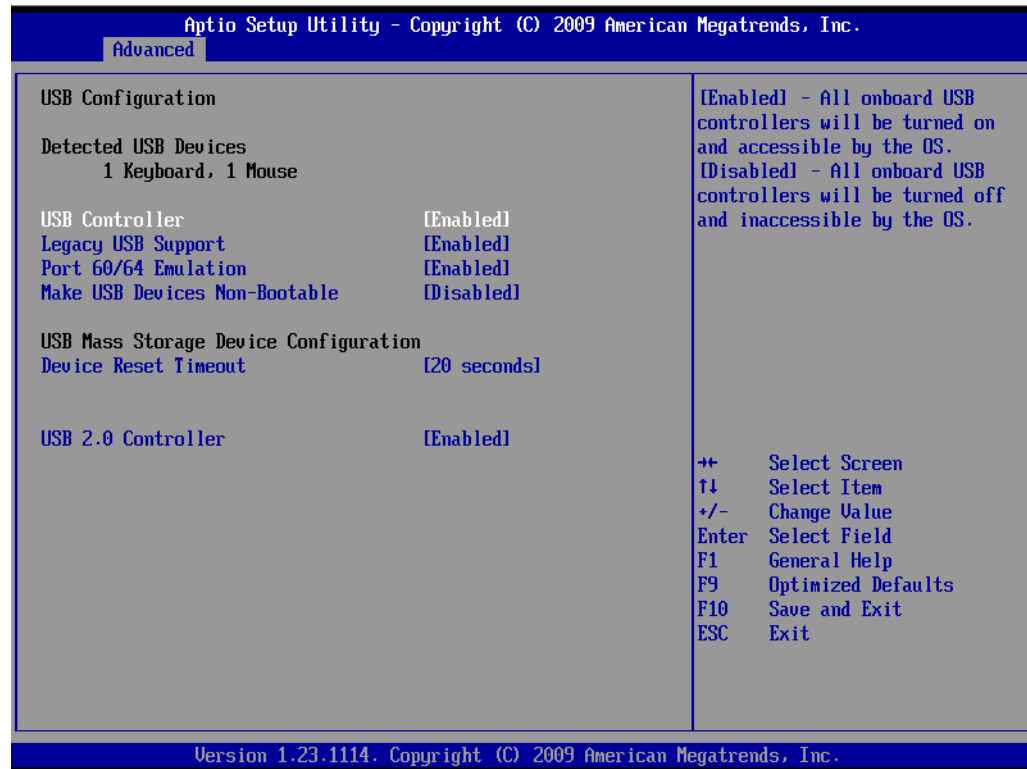 Aptio Setup Utility - Copyright (C) 2009 American Megatrends, Inc.
Advanced
USB Configuration
Detected USB Devices
1 Keyboard, 1 Mouse
USB Controller [Enabled]
Legacy USB Support [Enabled]
Port 60/64 Emulation [Enabled]
Make USB Devices Non-Bootable [Disabled]
USB Mass Storage Device Configuration
Device Reset Timeout [20 seconds]
USB 2.0 Controller [Enabled]
[Enabled] - All onboard USB
controllers will be turned on
and accessible by the OS.
[Disabled] - All onboard USB
controllers will be turned off
and inaccessible by the OS.
→← Select Screen
↑↓ Select Item
+/- Change Value
Enter Select Field
F1 General Help
F9 Optimized Defaults
F10 Save and Exit
ESC Exit
Version 1.23.1114. Copyright (C) 2009 American Megatrends, Inc.